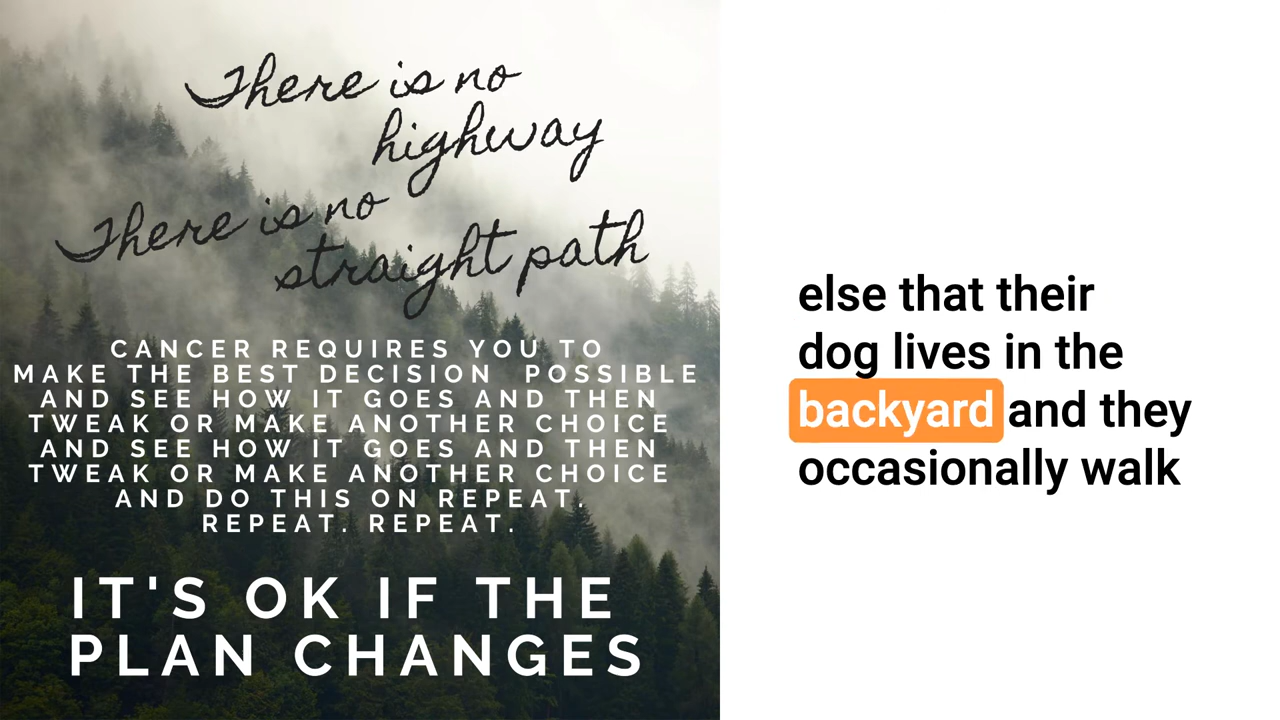 There is no
highway
There is no
straight path
CANCER REQUIRES YOU TO
MAKE THE BEST DECISION POSSIBLE
AND SEE HOW IT GOES AND THEN
TWEAK OR MAKE ANOTHER CHOICE
AND SEE HOW IT GOES AND THEN
TWEAK OR MAKE ANOTHER CHOICE
AND DO THIS ON REPEAT.
REPEAT. REPEAT.
IT'S OK IF THE
PLAN CHANGES
else that their
dog lives in the
backyard and they
occasionally walk